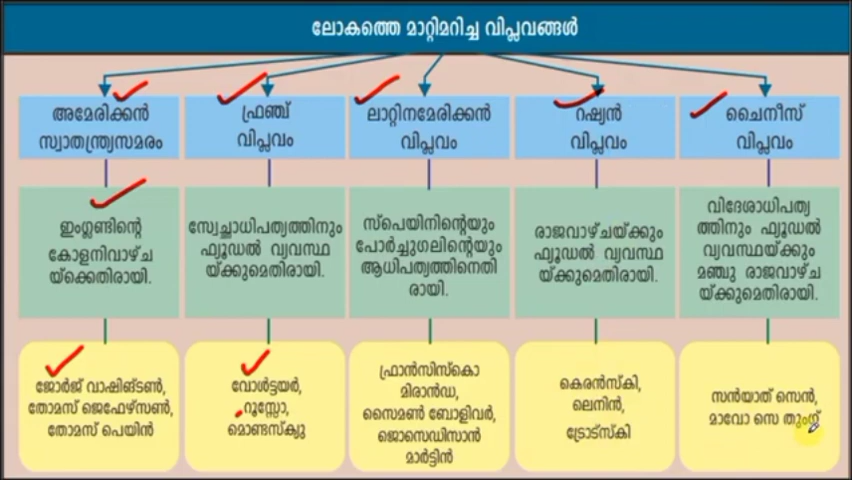 ലോകത്തെ മാറ്റിമറിച്ച വിപ്ലവങ്ങൾ
അമേരിക്കൻ
സ്വാതന്ത്ര്യസമരം
ഫ്രഞ്ച്
വിപ്ലവം
ലാറ്റിനമേരിക്കൻ
വിപ്ലവം
റഷ്യൻ
വിപ്ലവം
ചൈനീസ്
വിപ്ലവം
ഇംഗ്ലണ്ടിന്റെ
കോളനിവാഴ്ച
യ്ക്കെതിരായി.
സ്വേച്ഛാധിപത്യത്തിനും
ഫ്യൂഡൽ വ്യവസ്ഥ
യ്ക്കുമെതിരായി.
സ്പെയിനിന്റെയും
പോർച്ചുഗലിന്റെയും
ആധിപത്യത്തിനെതി
രായി.
രാജവാഴ്ചയ്ക്കും
ഫ്യൂഡൽ വ്യവസ്ഥ
യ്ക്കുമെതിരായി.
വിദേശാധിപത്യ
ത്തിനും ഫ്യൂഡൽ
വ്യവസ്ഥയ്ക്കും
മഞ്ചു രാജവാഴ്ച
യ്ക്കുമെതിരായി.
ജോർജ് വാഷിങ്ടൺ,
തോമസ് ജെഫേഴ്സൺ,
തോമസ് പെയിൻ
വോൾട്ടയർ,
റൂസ്സോ,
മൊണ്ടസ്ക്യു
ഫ്രാൻസിസ്കൊ
മിരാൻഡ,
സൈമൺ ബോളിവർ,
ജൊസെഡിസാൻ
മാർട്ടിൻ
കെരൻസ്കി,
ലെനിൻ,
ട്രോട്സ്കി
സൻയാത് സെൻ,
മാവോ സെ തുംഗ്